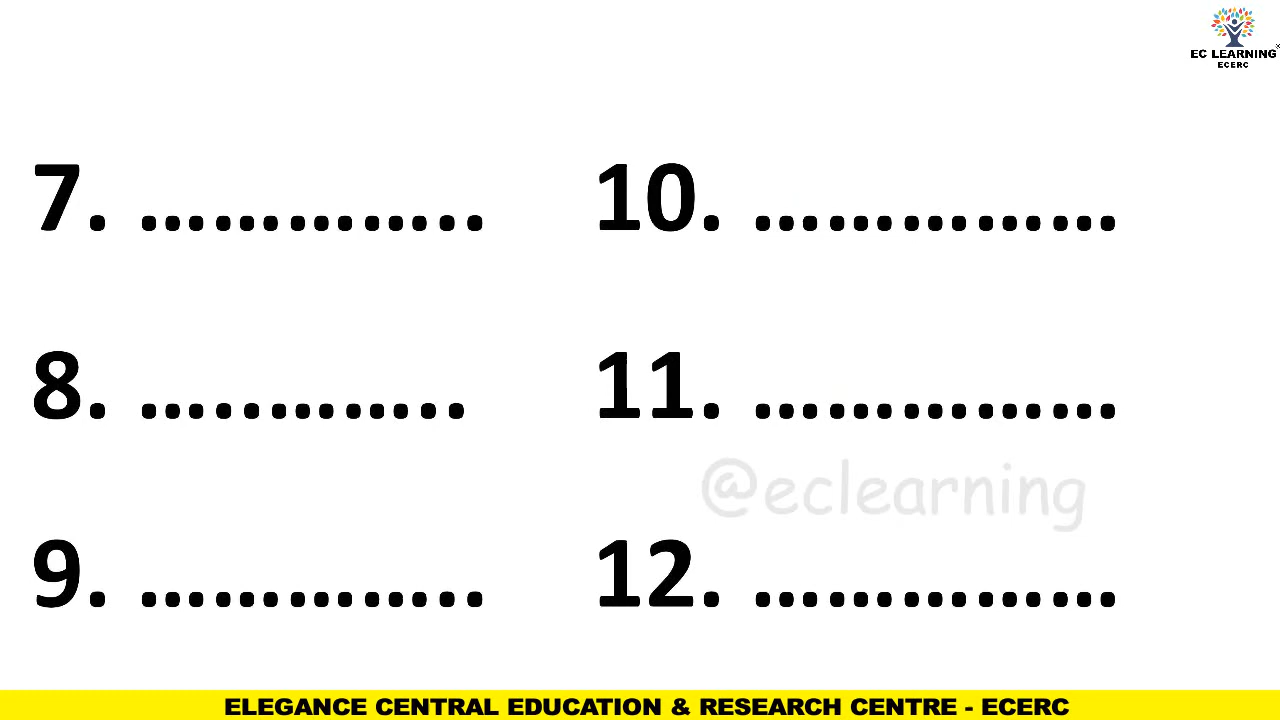 EC LEARNING
ECERC
7. ..............
10. ...............
8. .............
11. ...............
@eclearning
9. ..............
12. ...............
ELEGANCE CENTRAL EDUCATION & RESEARCH CENTRE - ECERC